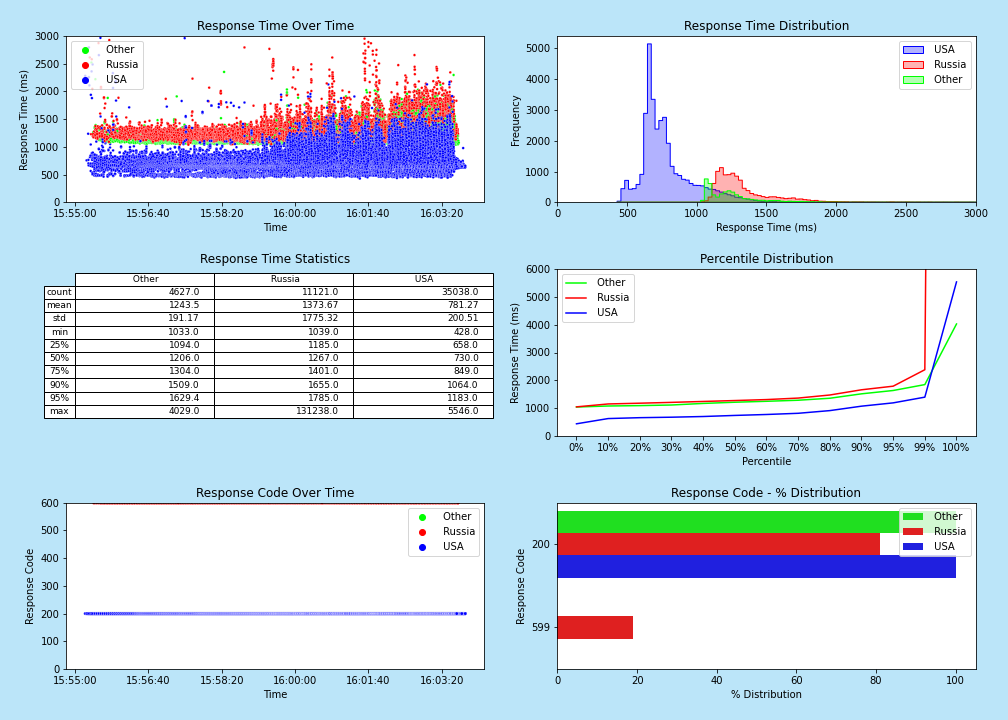 Response Time Over Time
Response Time (ms)
3000
2500
2000
1500
1000
500
0
Other
Russia
USA
15:55:00 15:56:40 15:58:20 16:00:00 16:01:40 16:03:20
Time
Response Time Distribution
Frequency
5000
4000
3000
2000
1000
0
USA
Russia
Other
0 500 1000 1500 2000 2500 3000
Response Time (ms)
Response Time Statistics
Other Russia USA
count 4627.0 11121.0 35038.0
mean 1243.5 1373.67 781.27
std 191.17 1775.32 200.51
min 1033.0 1039.0 428.0
25% 1094.0 1185.0 658.0
50% 1206.0 1267.0 730.0
75% 1304.0 1401.0 849.0
90% 1509.0 1655.0 1064.0
95% 1629.4 1785.0 1183.0
max 4029.0 131238.0 5546.0
Percentile Distribution
Response Time (ms)
6000
5000
4000
3000
2000
1000
0
Other
Russia
USA
0% 10% 20% 30% 40% 50% 60% 70% 80% 90% 95% 99% 100%
Percentile
Response Code Over Time
Response Code
600
500
400
300
200
100
0
Other
Russia
USA
15:55:00 15:56:40 15:58:20 16:00:00 16:01:40 16:03:20
Time
Response Code - % Distribution
Response Code
200
599
Other
Russia
USA
0 20 40 60 80 100
% Distribution